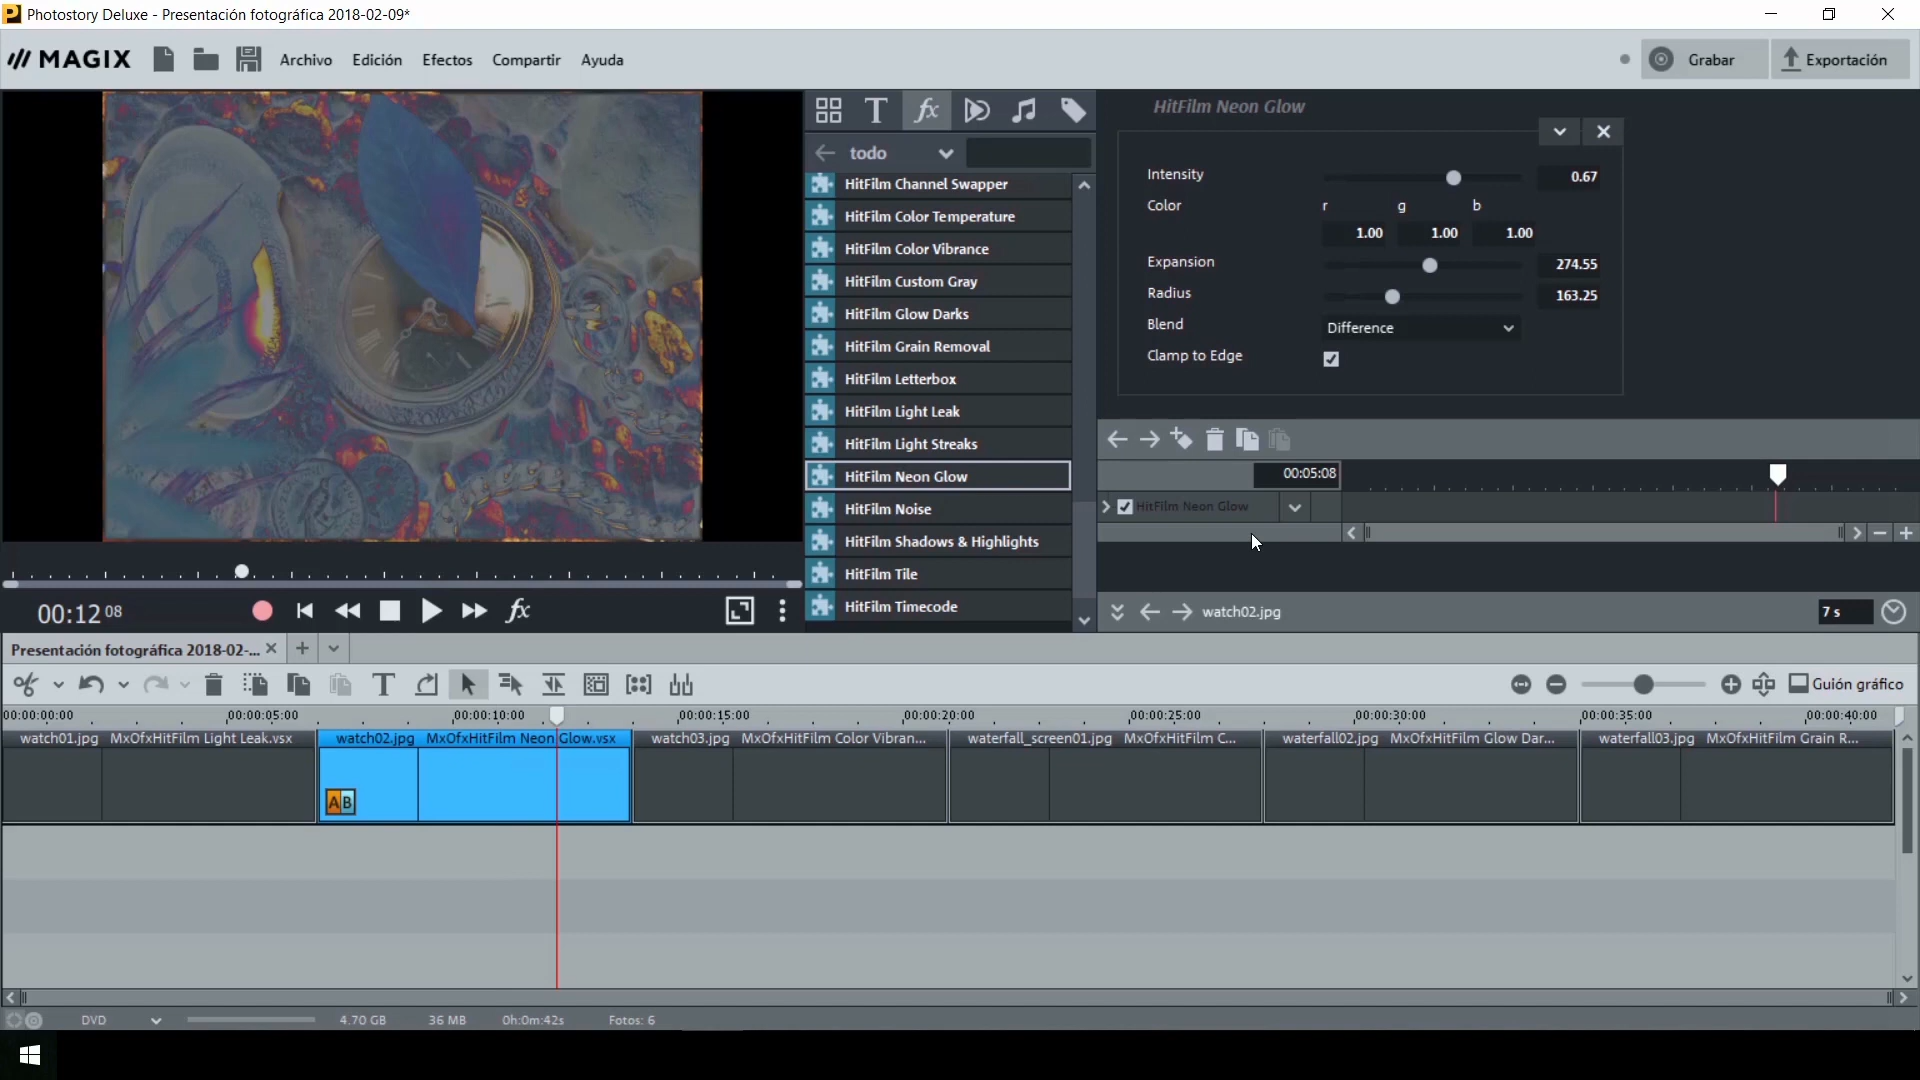 Photostory Deluxe - Presentación fotográfica 2018-02-09*
MAGIX Archivo Edición Efectos Compartir Ayuda Grabar Exportación
todo
HitFilm Channel Swapper
HitFilm Color Temperature
HitFilm Color Vibrance
HitFilm Custom Gray
HitFilm Glow Darks
HitFilm Grain Removal
HitFilm Letterbox
HitFilm Light Leak
HitFilm Light Streaks
HitFilm Neon Glow
HitFilm Noise
HitFilm Shadows & Highlights
HitFilm Tile
HitFilm Timecode
HitFilm Neon Glow
Intensity 0.67
Color r g b
1.00 1.00 1.00
Expansion 274.55
Radius 163.25
Blend Difference
Clamp to Edge
00:05:08
HitFilm Neon Glow
00:12 08
watch02.jpg 7 s
Presentación fotográfica 2018-02-...
Guión gráfico
00:00:00:00 00:00:05:00 00:00:10:00 00:00:15:00 00:00:20:00 00:00:25:00 00:00:30:00 00:00:35:00 00:00:40:00
watch01.jpg MxOfxHitFilm Light Leak.vsx watch02.jpg MxOfxHitFilm Neon Glow.vsx watch03.jpg MxOfxHitFilm Color Vibran... waterfall_screen01.jpg MxOfxHitFilm C... waterfall02.jpg MxOfxHitFilm Glow Dar... waterfall03.jpg MxOfxHitFilm Grain R...
AB
DVD 4.70 GB 36 MB 0h:0m:42s Fotos: 6